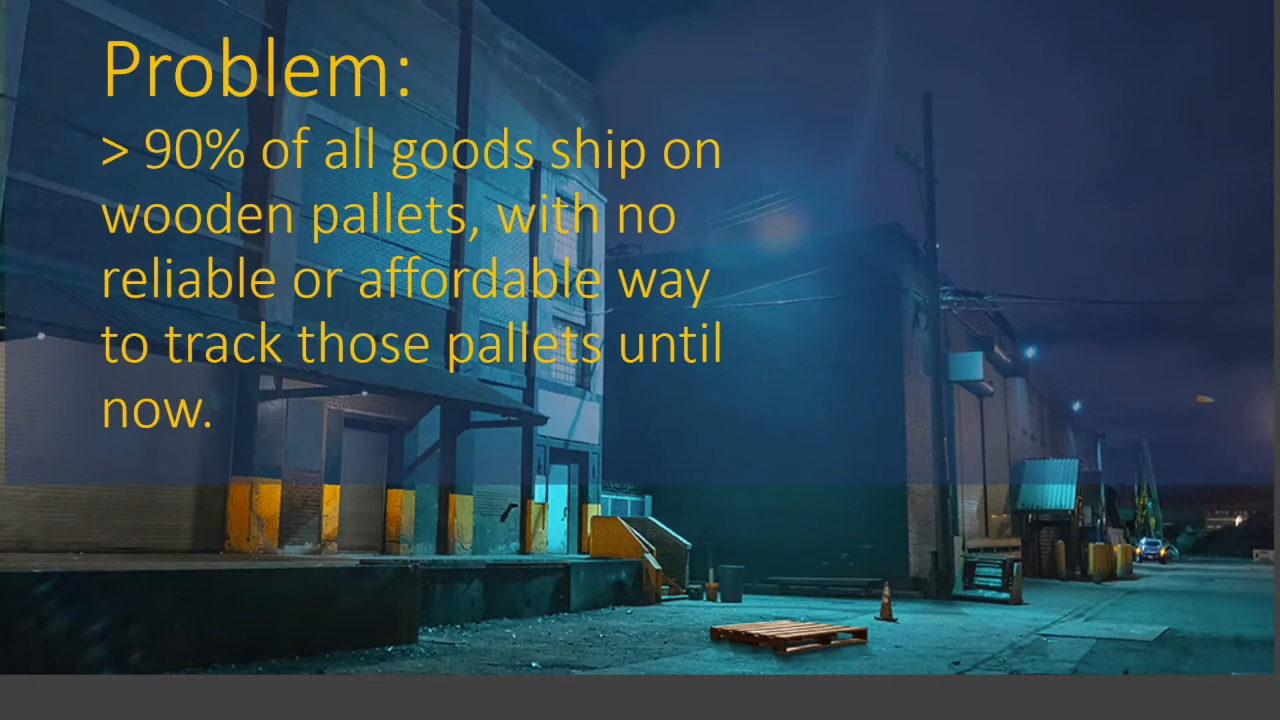 Problem:
> 90% of all goods ship on
wooden pallets, with no
reliable or affordable way
to track those pallets until
now.